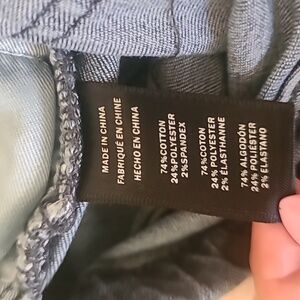 MADE IN CHINA
FABRIQUÉ EN CHINE
HECHO EN CHINA
74%COTTON
24%POLYESTER
2%SPANDEX
74%COTON
24%POLYESTER
2% ÉLASTHANNE
74% ALGODÓN
24% POLIESTER
2% ELASTANO